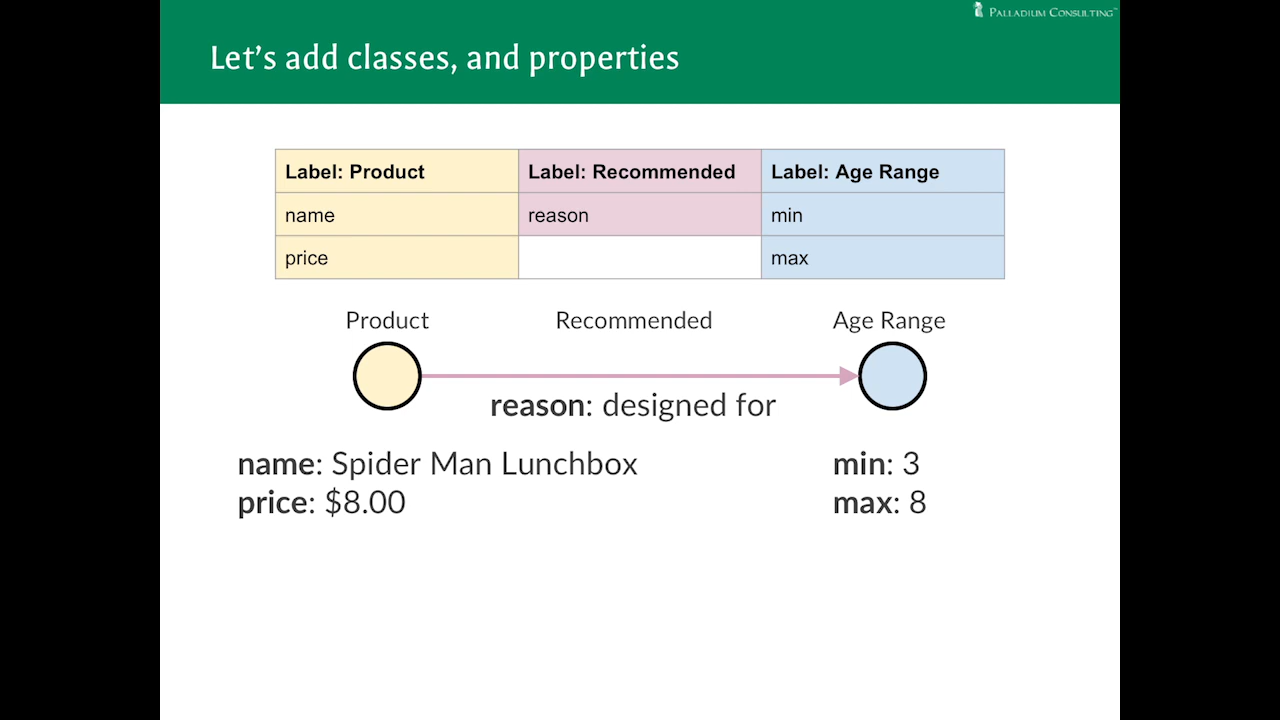 PALLADIUM CONSULTING™
Let's add classes, and properties
Label: Product Label: Recommended Label: Age Range
name reason min
price max
Product Recommended Age Range
reason: designed for
name: Spider Man Lunchbox min: 3
price: $8.00 max: 8